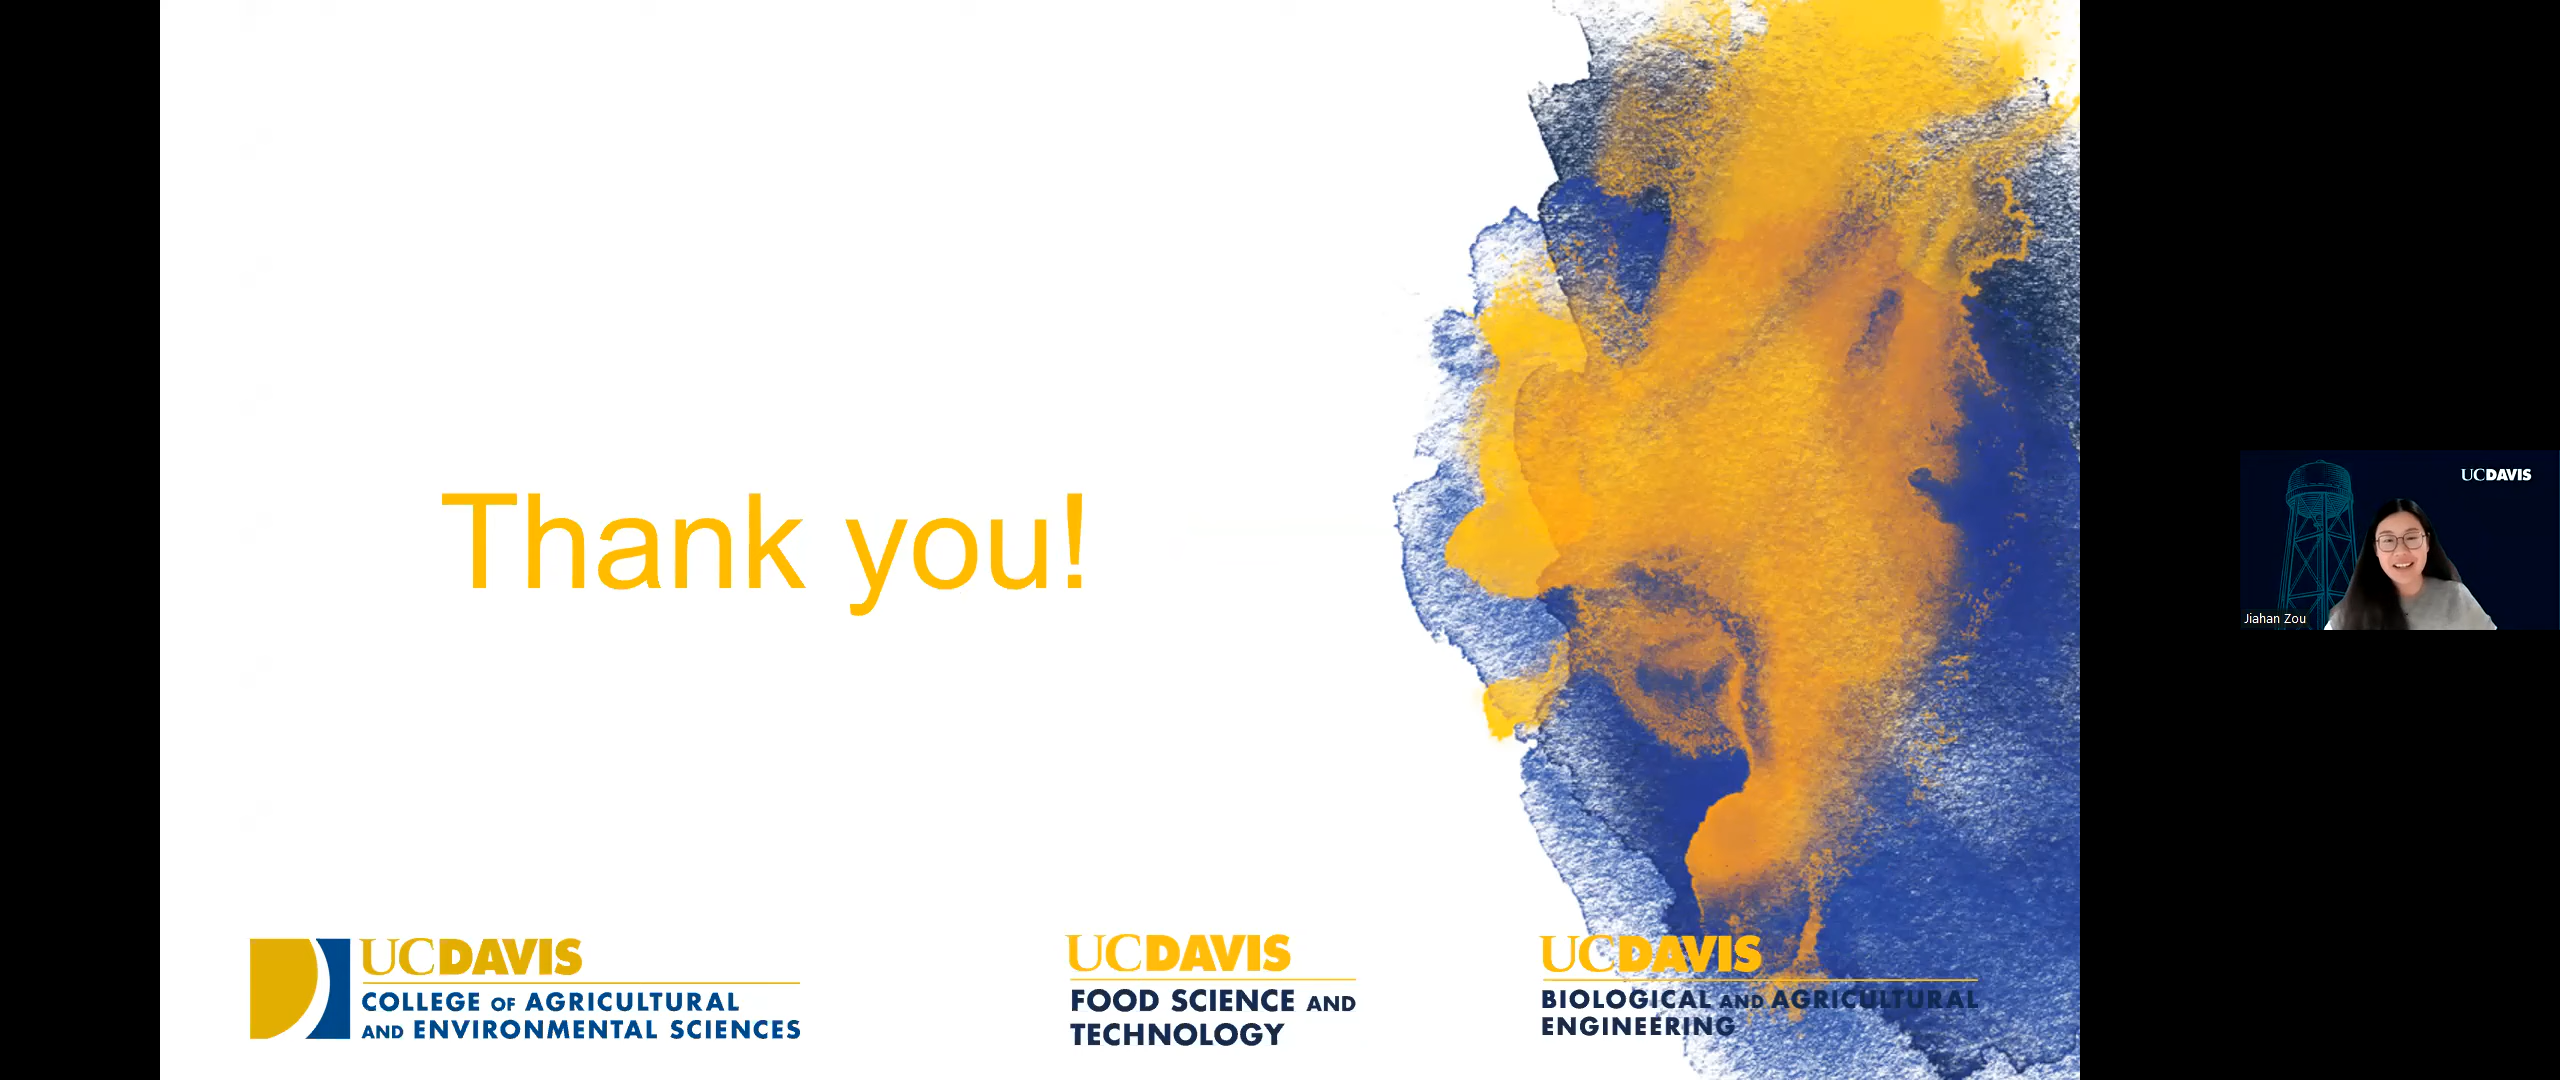 Thank you!
UCDAVIS
COLLEGE OF AGRICULTURAL
AND ENVIRONMENTAL SCIENCES
UCDAVIS
FOOD SCIENCE AND
TECHNOLOGY
UCDAVIS
BIOLOGICAL AND AGRICULTURAL
ENGINEERING
UCDAVIS
Jiahan Zou